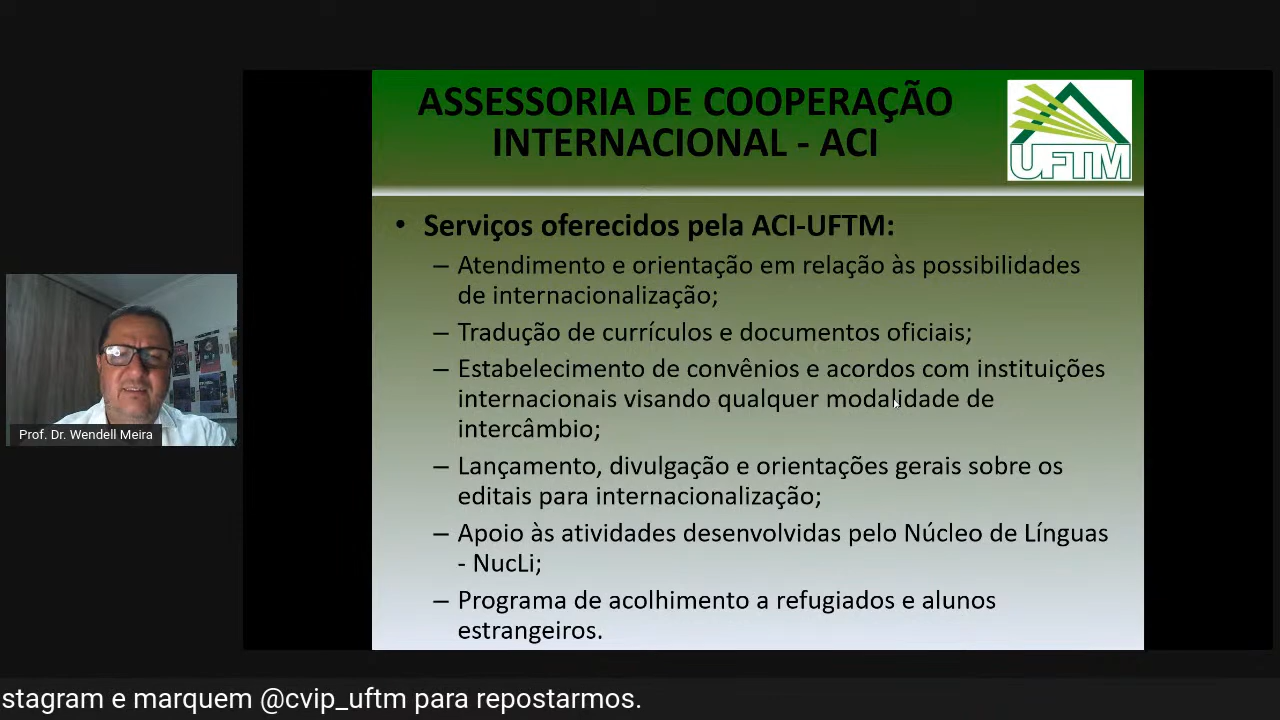 ASSESSORIA DE COOPERAÇÃO
INTERNACIONAL - ACI
UFTM
• Serviços oferecidos pela ACI-UFTM:
– Atendimento e orientação em relação às possibilidades
de internacionalização;
– Tradução de currículos e documentos oficiais;
– Estabelecimento de convênios e acordos com instituições
internacionais visando qualquer modalidade de
intercâmbio;
– Lançamento, divulgação e orientações gerais sobre os
editais para internacionalização;
– Apoio às atividades desenvolvidas pelo Núcleo de Línguas
- NucLi;
– Programa de acolhimento a refugiados e alunos
estrangeiros.
Prof. Dr. Wendell Meira
stagram e marquem @cvip_uftm para repostarmos.